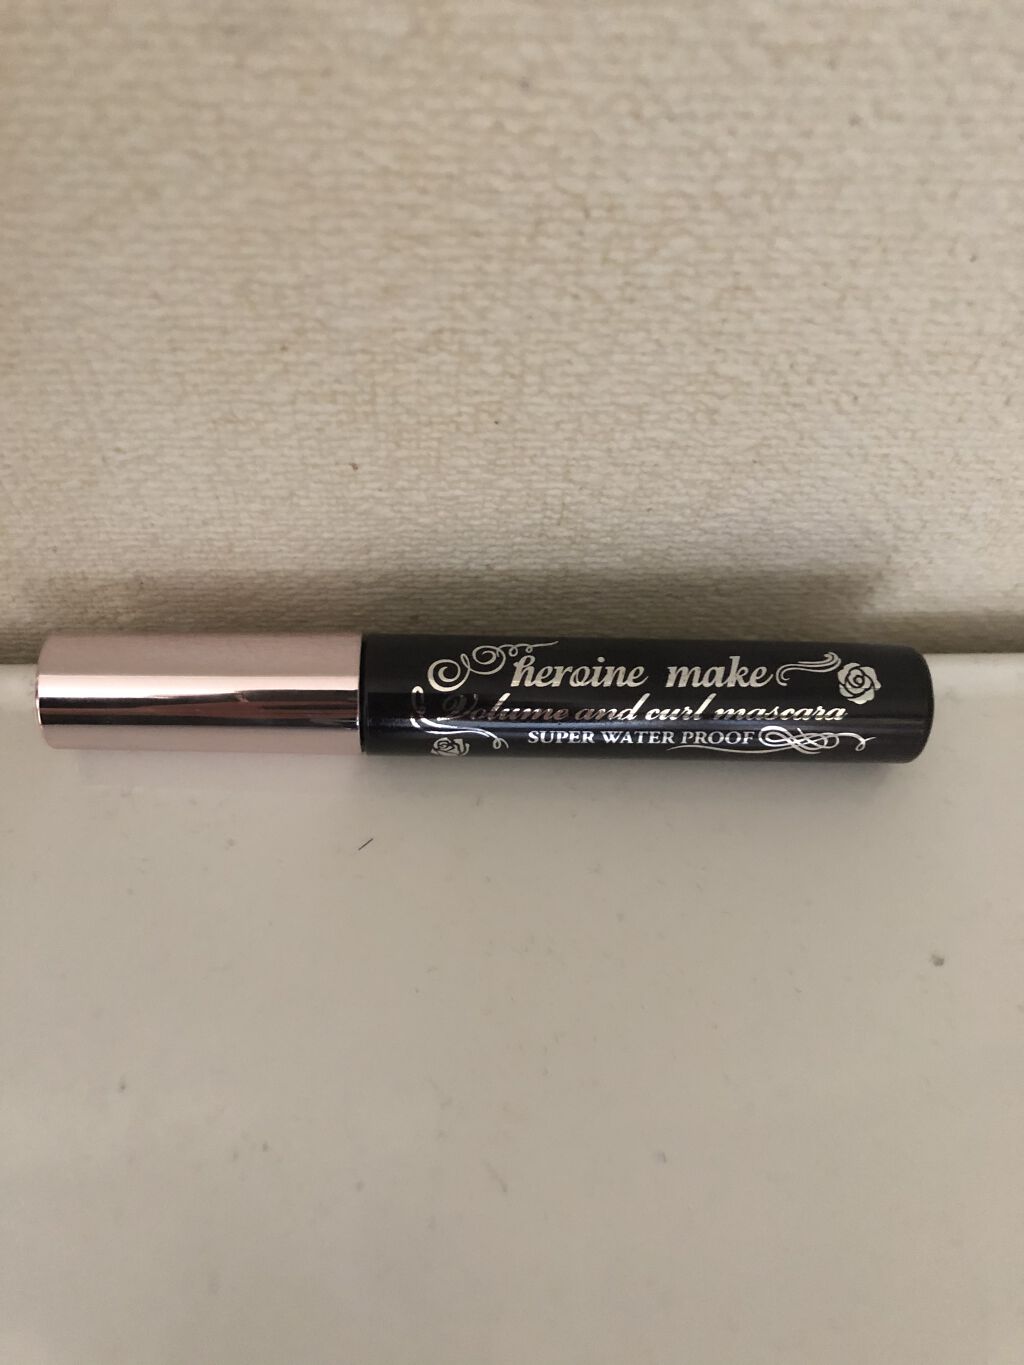 heroine make
Volume and curl mascara
SUPER WATER PROOF